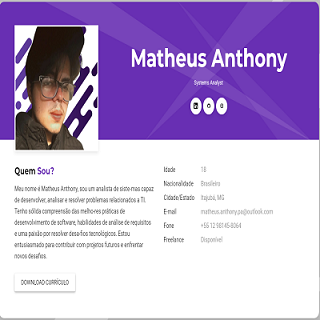 Matheus Anthony
Systems Analyst
Quem Sou?
Meu nome é Matheus Anthony, sou um analista de sistemas capaz
de desenvolver, analisar e resolver problemas relacionados a TI.
Tenho sólida compreensão das melhores práticas de
desenvolvimento de software, habilidades de análise de requisitos
e uma paixão por resolver desafios tecnológicos. Estou
entusiasmado para contribuir com projetos futuros e enfrentar
novos desafios.
DOWNLOAD CURRÍCULO
Idade 18
Nacionalidade Brasileiro
Cidade/Estado Itajubá, MG
E-mail matheus.anthony.pa@outlook.com
Fone +55 12 98145-8064
Freelance Disponível